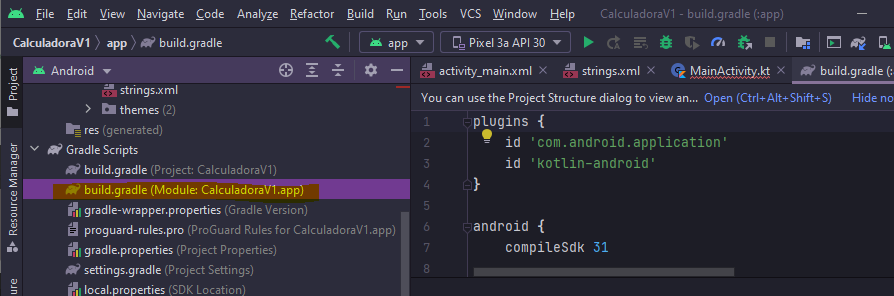 File Edit View Navigate Code Analyze Refactor Build Run Tools VCS Window Help CalculadoraV1 - build.gradle (:app)
CalculadoraV1 app build.gradle app Pixel 3a API 30
Project
Resource Manager
Android
strings.xml
themes (2)
res (generated)
Gradle Scripts
build.gradle (Project: CalculadoraV1)
build.gradle (Module: CalculadoraV1.app)
gradle-wrapper.properties (Gradle Version)
proguard-rules.pro (ProGuard Rules for CalculadoraV1.app)
gradle.properties (Project Properties)
settings.gradle (Project Settings)
local.properties (SDK Location)
activity_main.xml strings.xml MainActivity.kt build.gradle (:
You can use the Project Structure dialog to view an... Open (Ctrl+Alt+Shift+S) Hide no
1 plugins {
2 id 'com.android.application'
3 id 'kotlin-android'
4 }
5
6 android {
7 compileSdk 31
8